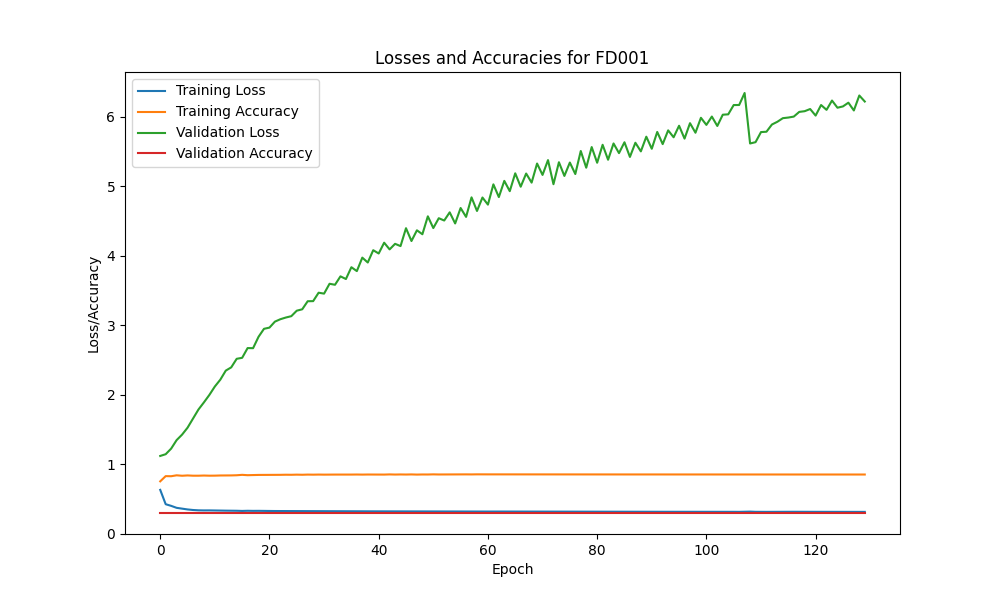 Losses and Accuracies for FD001
Training Loss
Training Accuracy
Validation Loss
Validation Accuracy
Loss/Accuracy
6
5
4
3
2
1
0
0 20 40 60 80 100 120
Epoch